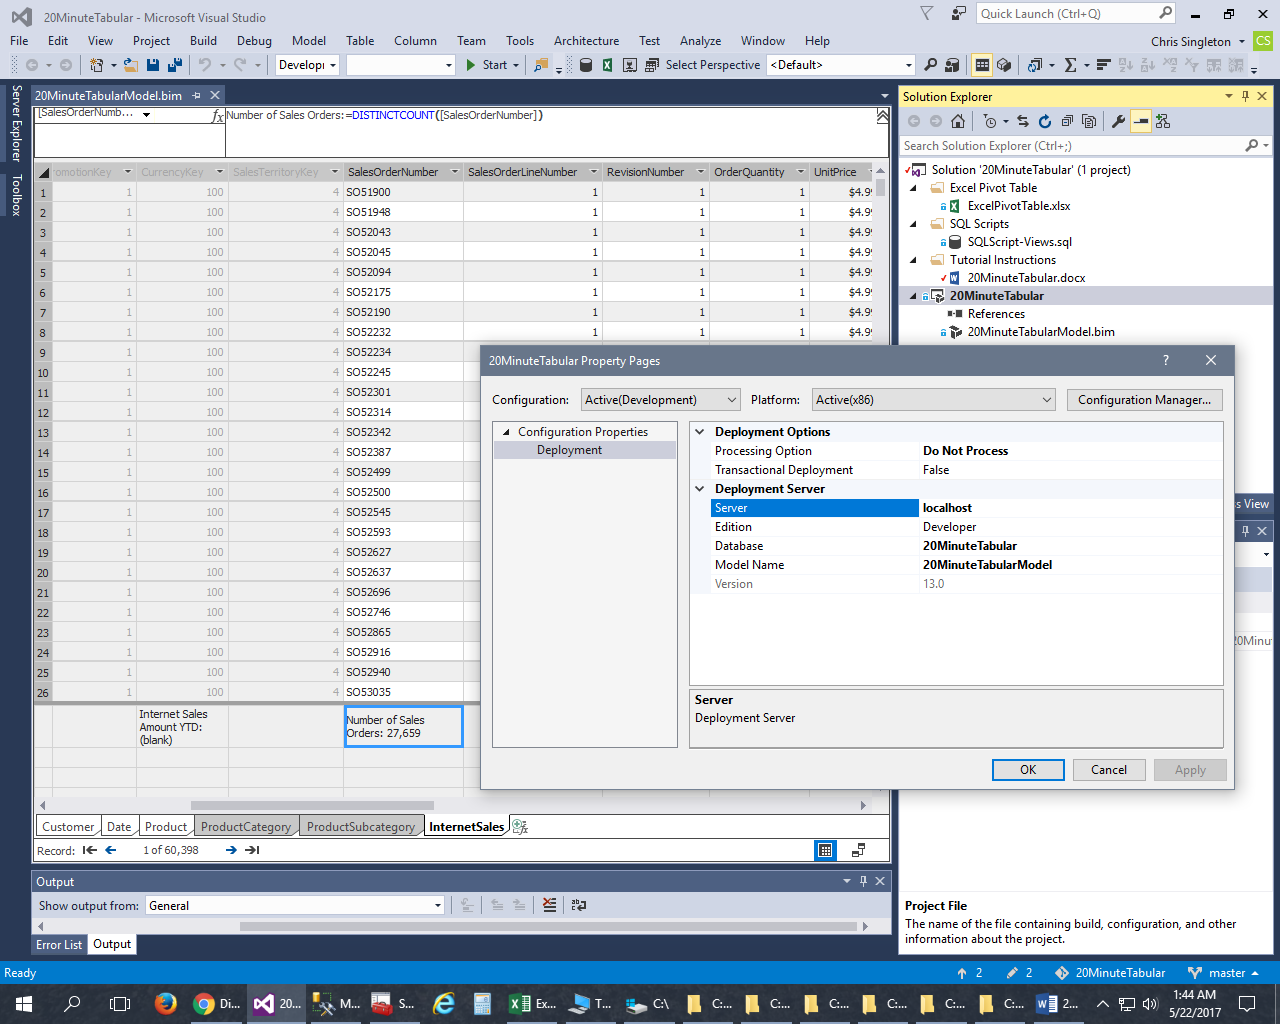 20MinuteTabular - Microsoft Visual Studio
Quick Launch (Ctrl+Q)
File Edit View Project Build Debug Model Table Column Team Tools Architecture Test Analyze Window Help
Chris Singleton
CS
Start
Select Perspective
<Default>
Server Explorer
Toolbox
20MinuteTabularModel.bim
[SalesOrderNumb...
fx
Number of Sales Orders:=DISTINCTCOUNT([SalesOrderNumber])
omotionKey CurrencyKey SalesTerritoryKey SalesOrderNumber SalesOrderLineNumber RevisionNumber OrderQuantity UnitPrice
1 1 100 4 SO51900 1 1 1 $4.99
2 1 100 4 SO51948 1 1 1 $4.99
3 1 100 4 SO52043 1 1 1 $4.99
4 1 100 4 SO52045 1 1 1 $4.99
5 1 100 4 SO52094 1 1 1 $4.99
6 1 100 4 SO52175 1 1 1 $4.99
7 1 100 4 SO52190 1 1 1 $4.99
8 1 100 4 SO52232 1 1 1 $4.99
9 1 100 4 SO52234
10 1 100 4 SO52245
11 1 100 4 SO52301
12 1 100 4 SO52314
13 1 100 4 SO52342
14 1 100 4 SO52387
15 1 100 4 SO52499
16 1 100 4 SO52500
17 1 100 4 SO52545
18 1 100 4 SO52593
19 1 100 4 SO52627
20 1 100 4 SO52637
21 1 100 4 SO52696
22 1 100 4 SO52746
23 1 100 4 SO52865
24 1 100 4 SO52916
25 1 100 4 SO52940
26 1 100 4 SO53035
Internet Sales
Amount YTD:
(blank)
Number of Sales
Orders: 27,659
Customer Date Product ProductCategory ProductSubcategory InternetSales
Record: 1 of 60,398
Output
Show output from: General
Error List Output
Solution Explorer
Search Solution Explorer (Ctrl+;)
Solution '20MinuteTabular' (1 project)
Excel Pivot Table
ExcelPivotTable.xlsx
SQL Scripts
SQLScript-Views.sql
Tutorial Instructions
20MinuteTabular.docx
20MinuteTabular
References
20MinuteTabularModel.bim
View
20MinuteTabular Property Pages
?
Configuration: Active(Development) Platform: Active(x86) Configuration Manager...
Configuration Properties
Deployment
Deployment Options
Processing Option Do Not Process
Transactional Deployment False
Deployment Server
Server localhost
Edition Developer
Database 20MinuteTabular
Model Name 20MinuteTabularModel
Version 13.0
Server
Deployment Server
OK Cancel Apply
20Minut
Project File
The name of the file containing build, configuration, and other
information about the project.
Ready
2 2 20MinuteTabular master
Di... 20... M... S... Exc... T... C:\ C:... C:... C:... C:... C:... C:... 2...
1:44 AM
5/22/2017